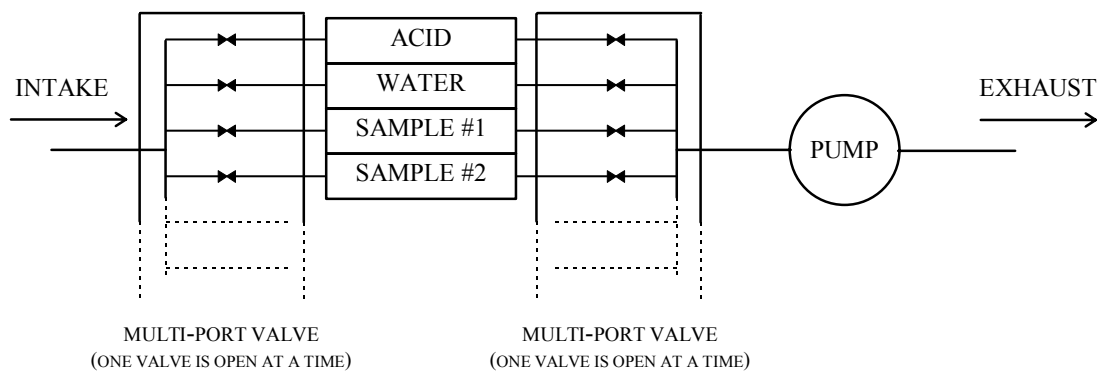 ACID
WATER
INTAKE
EXHAUST
SAMPLE #1
PUMP
SAMPLE #2
MULTI-PORT VALVE
(ONE VALVE IS OPEN AT A TIME)
MULTI-PORT VALVE
(ONE VALVE IS OPEN AT A TIME)